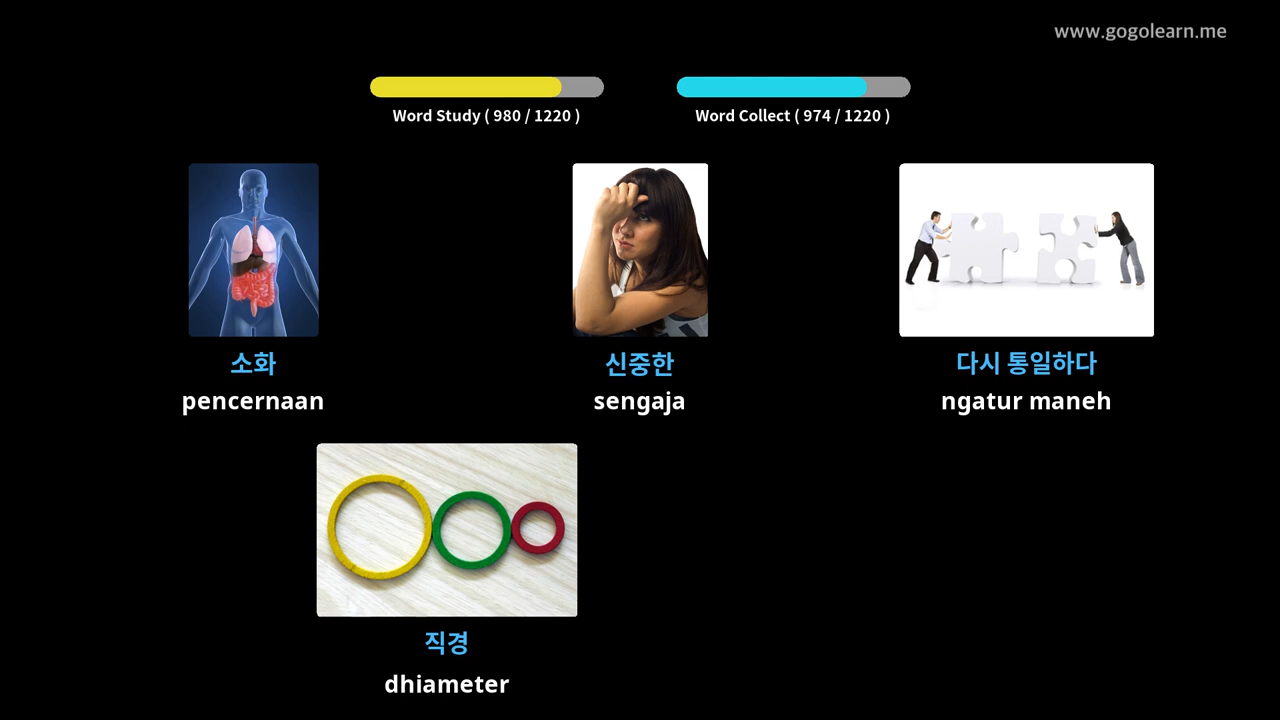 www.gogolearn.me
Word Study ( 980 / 1220 )
Word Collect ( 974 / 1220 )
소화
pencernaan
신중한
sengaja
다시 통일하다
ngatur maneh
직경
dhiameter